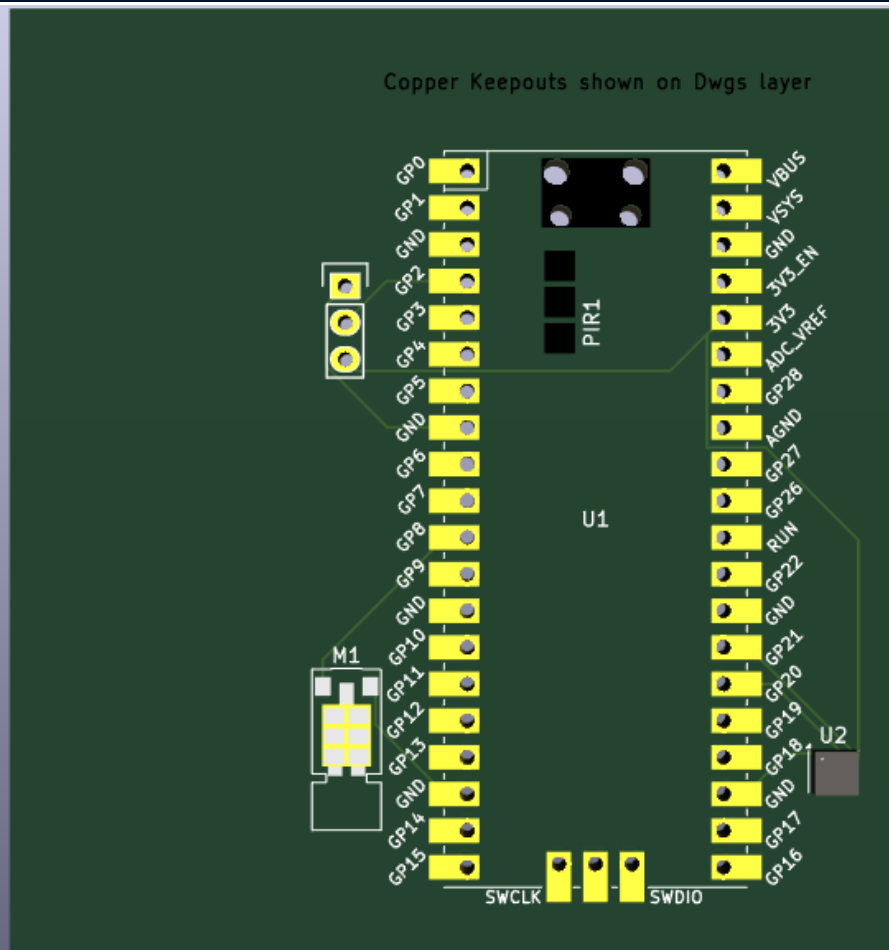 Copper Keepouts shown on Dwgs layer
GP0
GP1
GND
GP2
GP3
GP4
GP5
GND
GP6
GP7
GP8
GP9
GND
GP10
GP11
GP12
GP13
GND
GP14
GP15
VBUS
VSYS
GND
3V3_EN
3V3
ADC_VREF
GP28
AGND
GP27
GP26
RUN
GP22
GND
GP21
GP20
GP19
GP18
GND
GP17
GP16
PIR1
U1
M1
U2
SWCLK
SWDIO